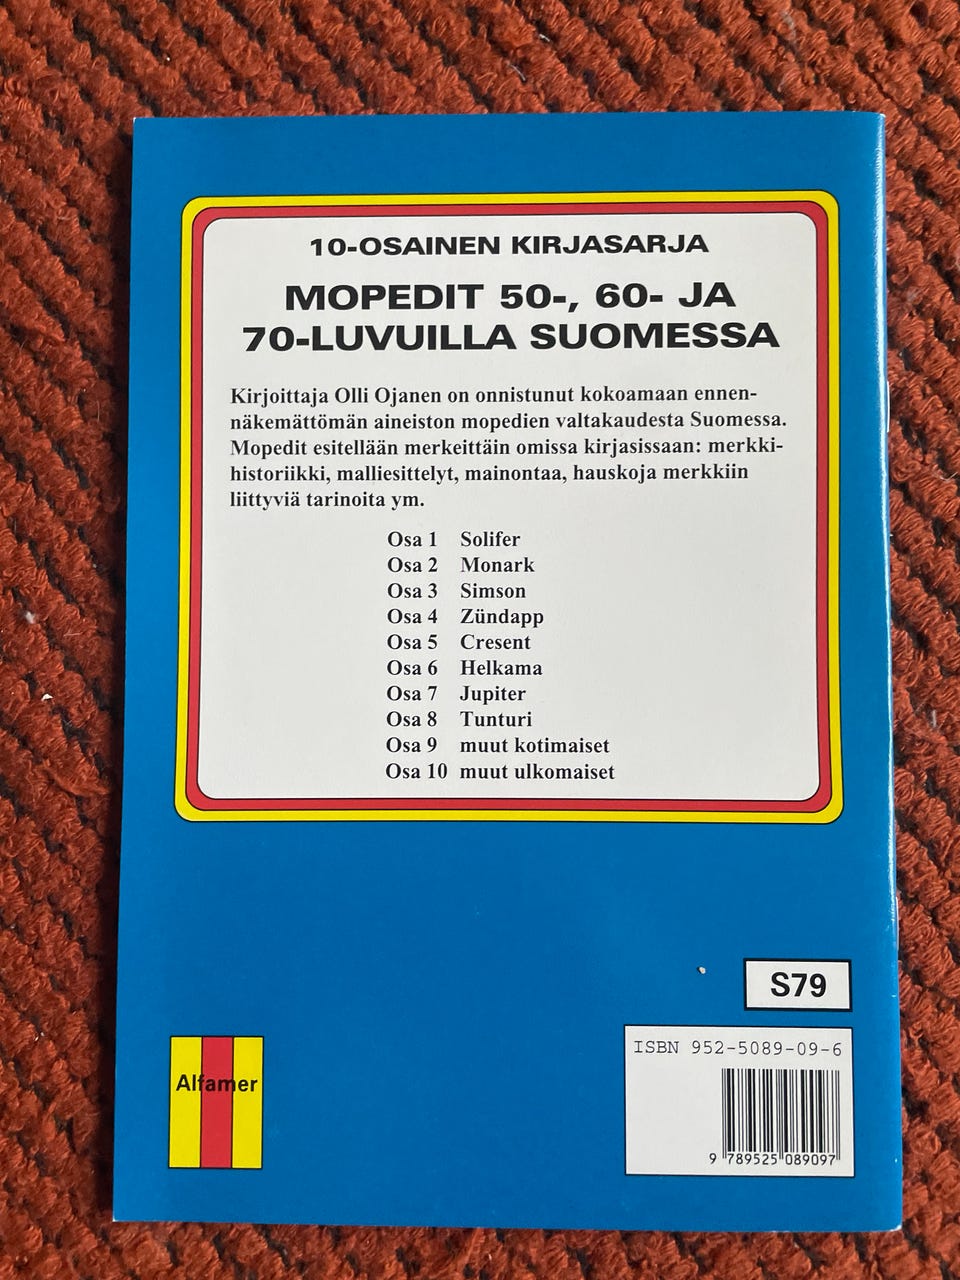 10-OSAINEN KIRJASARJA
MOPEDIT 50-, 60- JA
70-LUVUILLA SUOMESSA
Kirjoittaja Olli Ojanen on onnistunut kokoamaan ennen-
näkemättömän aineiston mopedien valtakaudesta Suomessa.
Mopedit esitellään merkeittäin omissa kirjasissaan: merkki-
historiikki, malliesittelyt, mainontaa, hauskoja merkkiin
liittyviä tarinoita ym.
Osa 1 Solifer
Osa 2 Monark
Osa 3 Simson
Osa 4 Zündapp
Osa 5 Cresent
Osa 6 Helkama
Osa 7 Jupiter
Osa 8 Tunturi
Osa 9 muut kotimaiset
Osa 10 muut ulkomaiset
S79
ISBN 952-5089-09-6
9 789525 089097
Alfamer